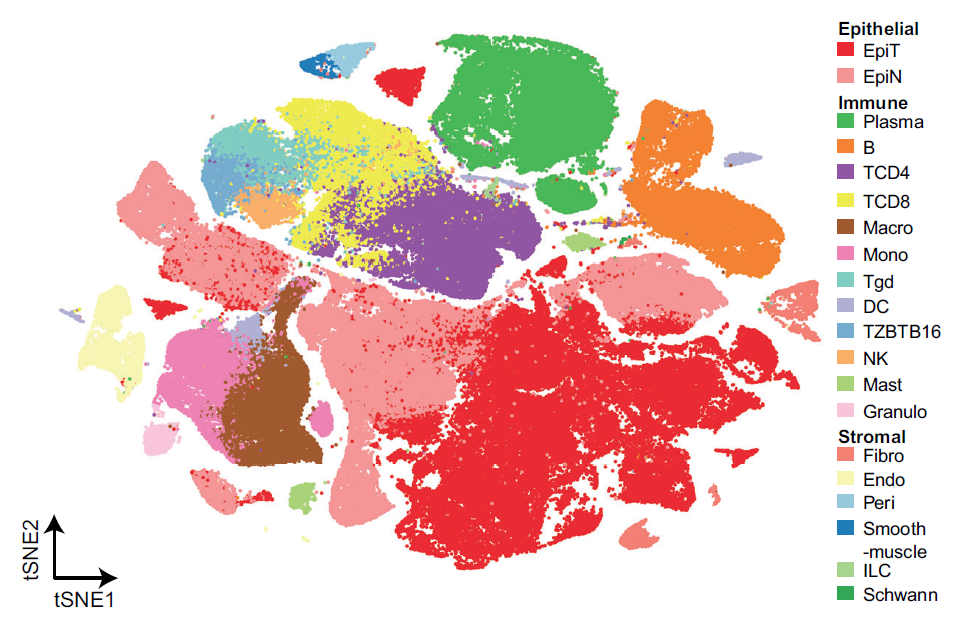 Epithelial
EpiT
EpiN
Immune
Plasma
B
TCD4
TCD8
Macro
Mono
Tgd
DC
TZBTB16
NK
Mast
Granulo
Stromal
Fibro
Endo
Peri
Smooth
-muscle
ILC
Schwann
tSNE2
tSNE1